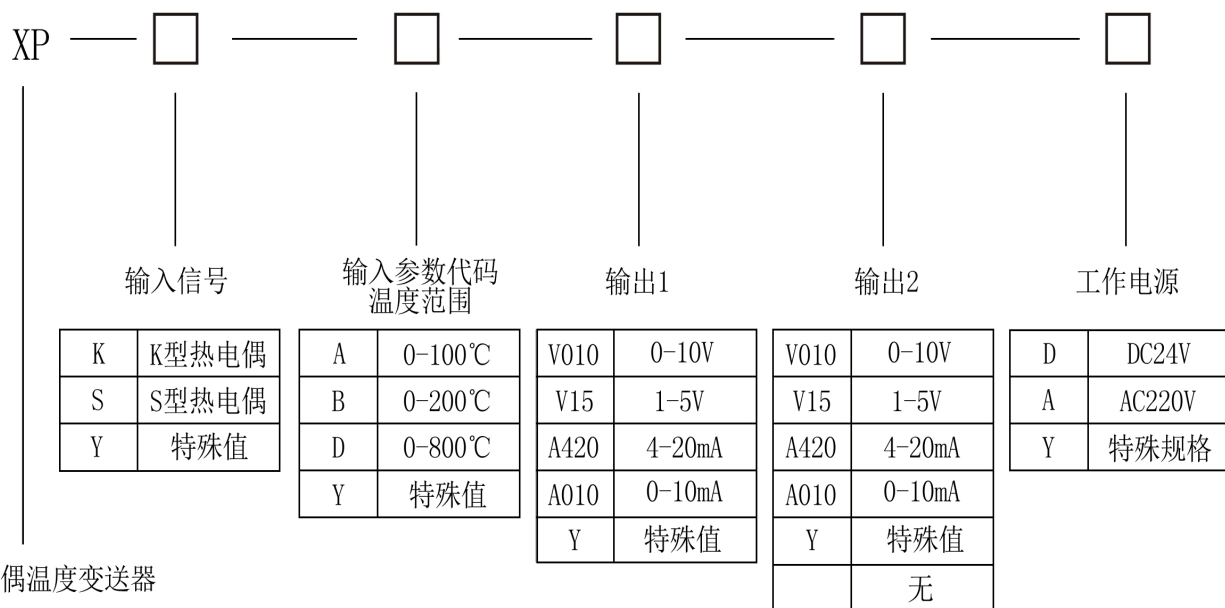 XP
输入信号
输入参数代码
温度范围
输出1
输出2
工作电源
K K型热电偶
S S型热电偶
Y 特殊值
A 0-100℃
B 0-200℃
D 0-800℃
Y 特殊值
V010 0-10V
V15 1-5V
A420 4-20mA
A010 0-10mA
Y 特殊值
V010 0-10V
V15 1-5V
A420 4-20mA
A010 0-10mA
Y 特殊值
无
D DC24V
A AC220V
Y 特殊规格
偶温度变送器